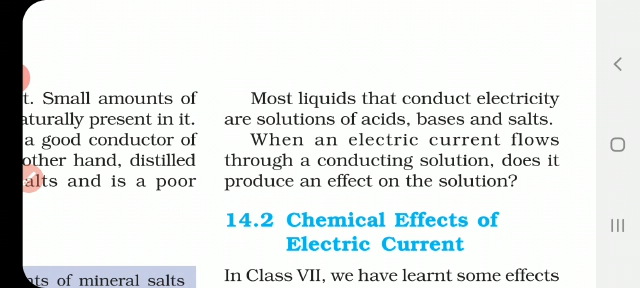 t. Small amounts of
aturally present in it.
a good conductor of
other hand, distilled
alts and is a poor
nts of mineral salts
Most liquids that conduct electricity
are solutions of acids, bases and salts.
When an electric current flows
through a conducting solution, does it
produce an effect on the solution?
14.2 Chemical Effects of
Electric Current
In Class VII, we have learnt some effects